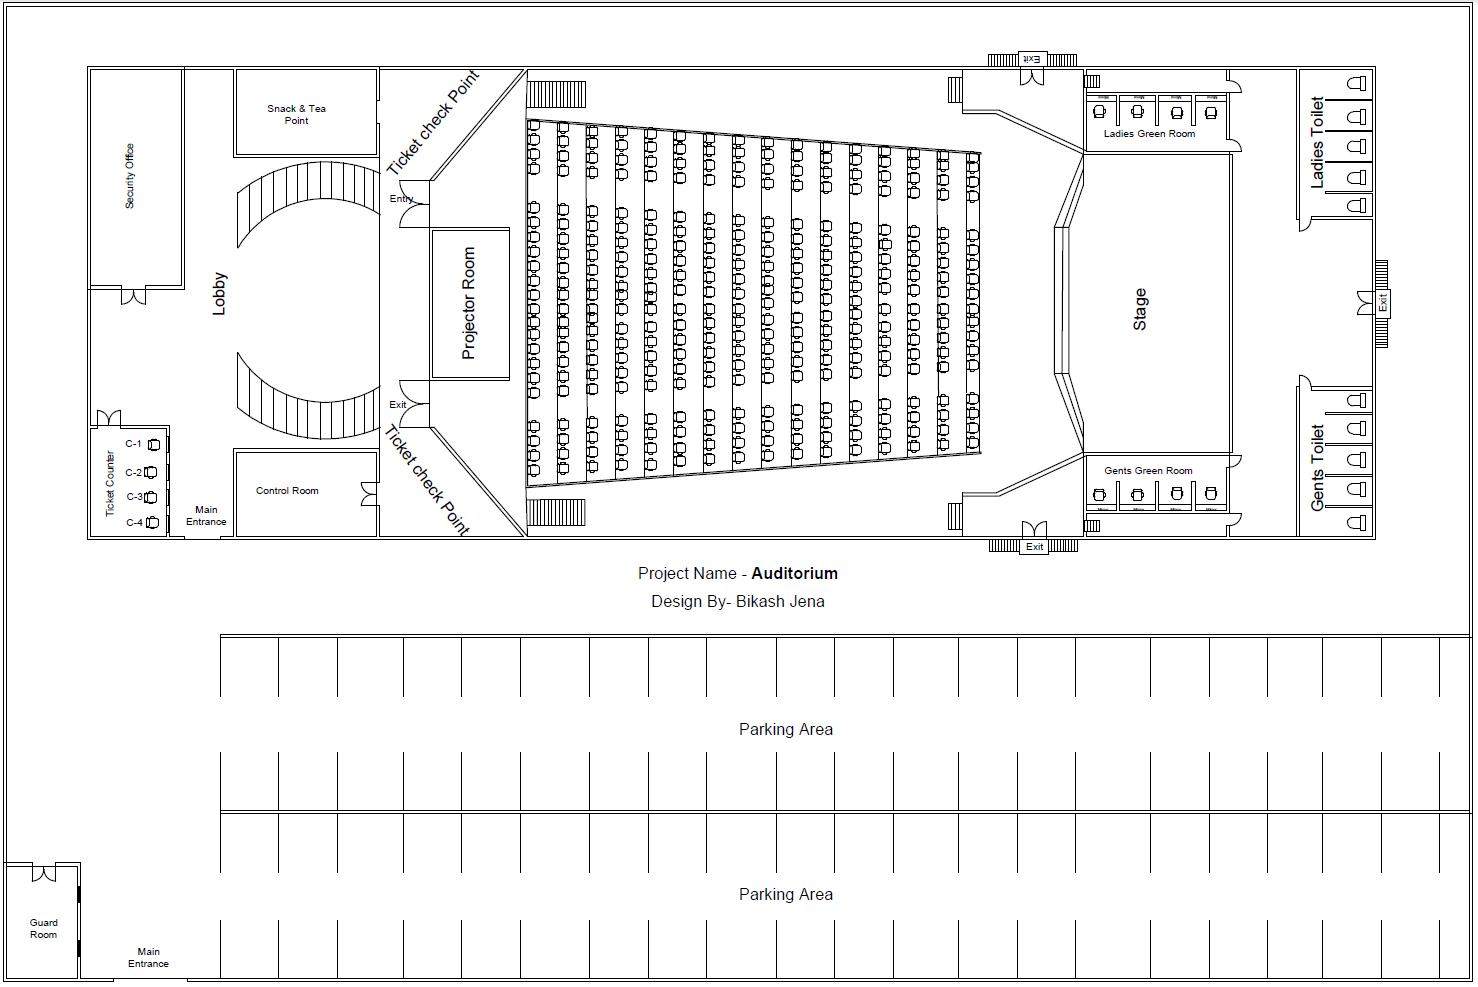 Exit
Snack & Tea
Point
Ticket check Point
Security Office
Ladies Green Room
Ladies Toilet
Entry
Lobby
Projector Room
Stage
Exit
Exit
Ticket check Point
C-1
C-2
C-3
C-4
Ticket Counter
Control Room
Main
Entrance
Gents Green Room
Gents Toilet
Exit
Project Name - Auditorium
Design By- Bikash Jena
Parking Area
Parking Area
Guard
Room
Main
Entrance